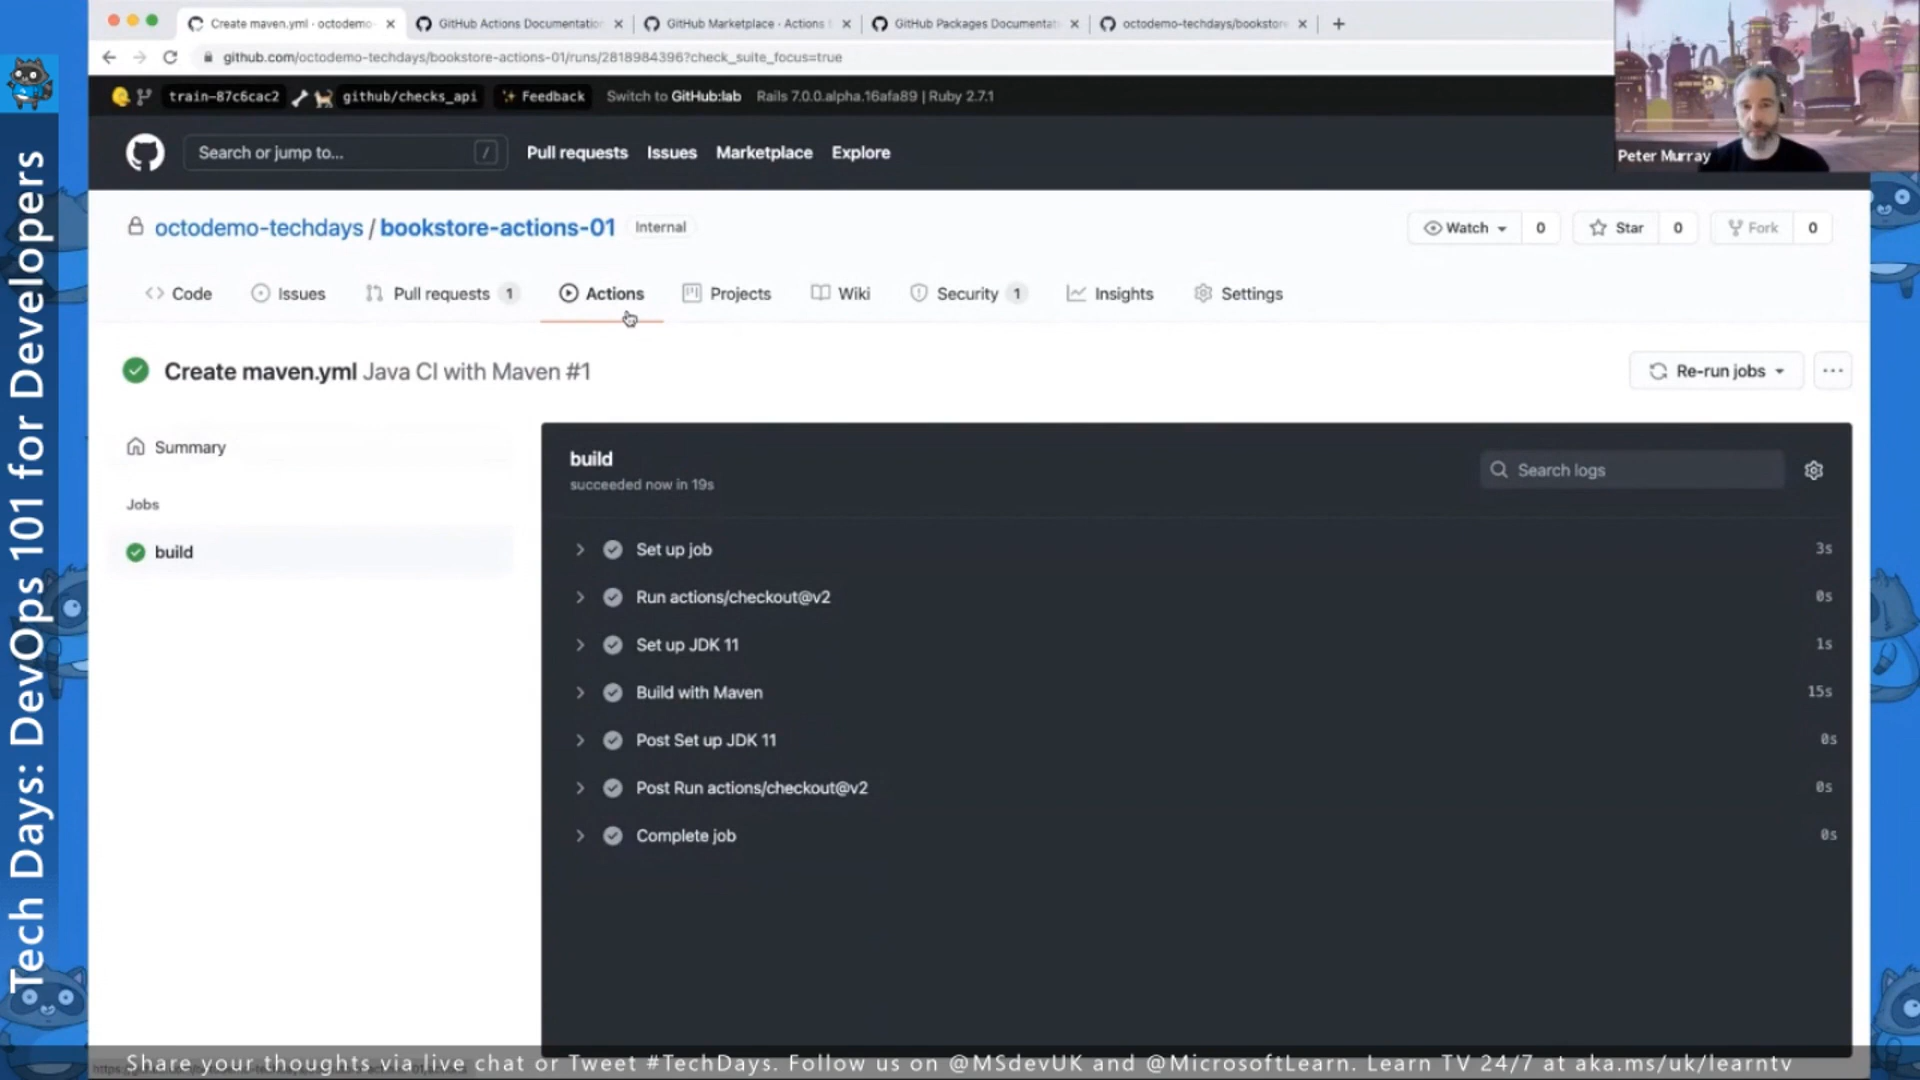 Tech Days: DevOps 101 for Developers
Create maven.yml · octodemo-
GitHub Actions Documentation
GitHub Marketplace · Actions
GitHub Packages Documentat
octodemo-techdays/bookstore
github.com/octodemo-techdays/bookstore-actions-01/runs/2818984396?check_suite_focus=true
train-87c6cac2
github/checks_api
Feedback
Switch to GitHub:lab
Rails 7.0.0.alpha.16afa89 | Ruby 2.7.1
Peter Murray
Search or jump to...
/
Pull requests
Issues
Marketplace
Explore
octodemo-techdays / bookstore-actions-01
Internal
Watch
0
Star
0
Fork
0
Code
Issues
Pull requests 1
Actions
Projects
Wiki
Security 1
Insights
Settings
Create maven.yml Java CI with Maven #1
Re-run jobs
Summary
Jobs
build
build
succeeded now in 19s
Search logs
Set up job 3s
Run actions/checkout@v2 0s
Set up JDK 11 1s
Build with Maven 15s
Post Set up JDK 11 0s
Post Run actions/checkout@v2 0s
Complete job 0s
Share your thoughts via live chat or Tweet #TechDays. Follow us on @MSdevUK and @MicrosoftLearn. Learn TV 24/7 at aka.ms/uk/learntv